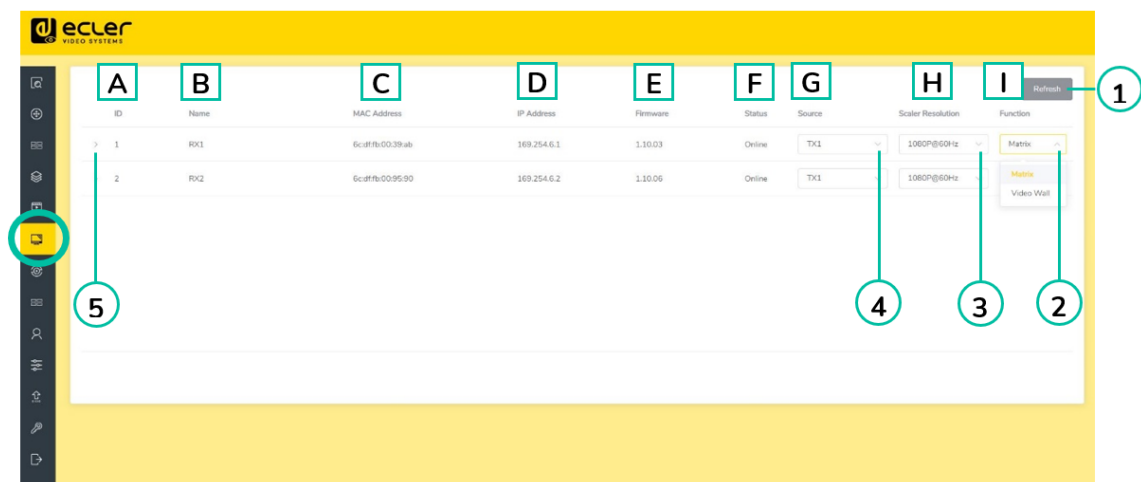 ecler
VIDEO SYSTEMS
A B C D E F G H I
Refresh
1
ID Name MAC Address IP Address Firmware Status Source Scaler Resolution Function
1 RX1 6c:df:fb:00:39:ab 169.254.6.1 1.10.03 Online TX1 1080P@60Hz Matrix
2 RX2 6c:df:fb:00:95:90 169.254.6.2 1.10.06 Online TX1 1080P@60Hz Matrix
Video Wall
5 4 3 2